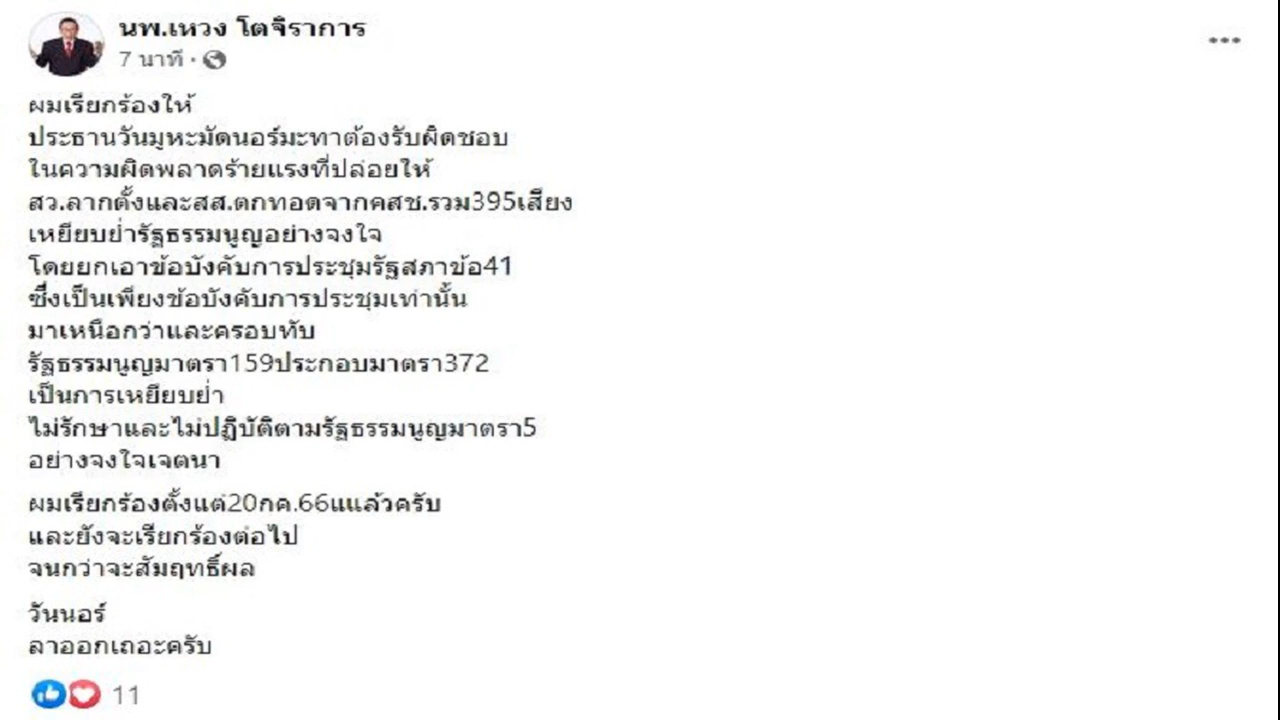 นพ.เหวง โตจิราการ
7 นาที ·
ผมเรียกร้องให้
ประธานวันมูหะมัดนอร์มะทาต้องรับผิดชอบ
ในความผิดพลาดร้ายแรงที่ปล่อยให้
สว.ลากตั้งและสส.ตกทอดจากคสช.รวม395เสียง
เหยียบย่ำรัฐธรรมนูญอย่างจงใจ
โดยยกเอาข้อบังคับการประชุมรัฐสภาข้อ41
ซึ่งเป็นเพียงข้อบังคับการประชุมเท่านั้น
มาเหนือกว่าและครอบทับ
รัฐธรรมนูญมาตรา159ประกอบมาตรา372
เป็นการเหยียบย่ำ
ไม่รักษาและไม่ปฏิบัติตามรัฐธรรมนูญมาตรา5
อย่างจงใจเจตนา
ผมเรียกร้องตั้งแต่20กค.66แแล้วครับ
และยังจะเรียกร้องต่อไป
จนกว่าจะสัมฤทธิ์ผล
วันนอร์
ลาออกเถอะครับ
11